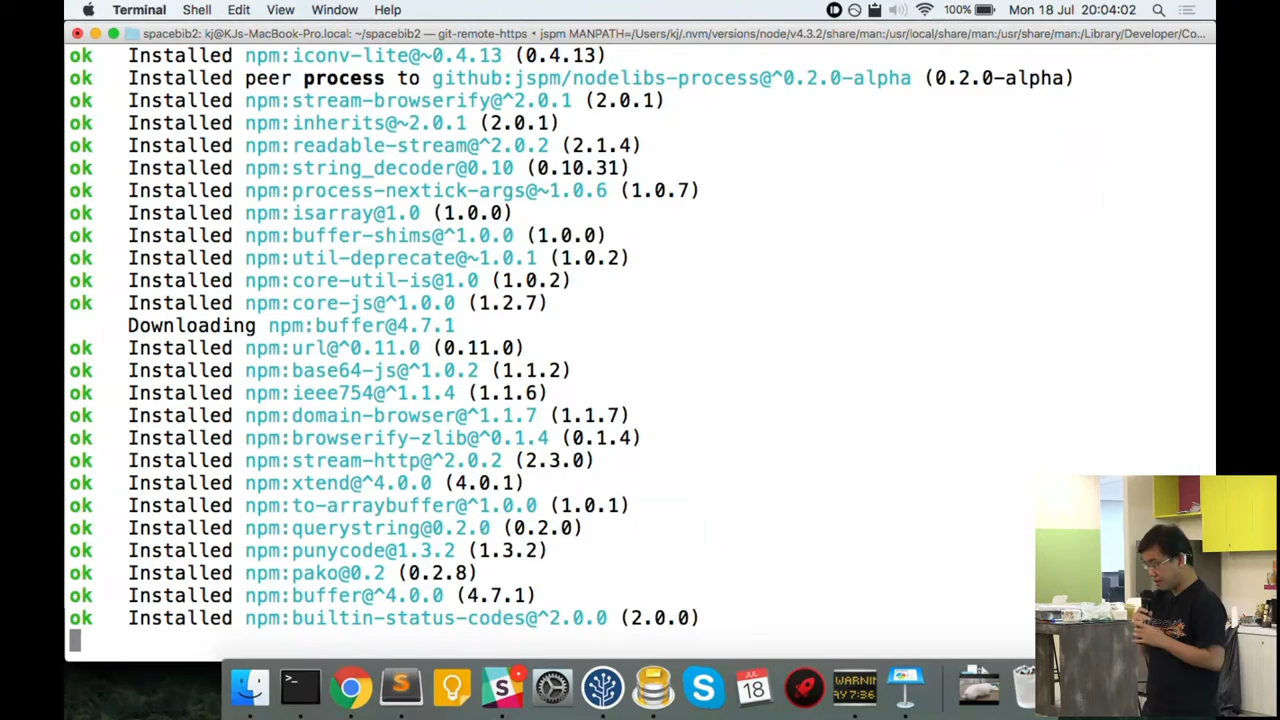 Terminal Shell Edit View Window Help 100% Mon 18 Jul 20:04:02
spacebib2: kj@KJs-MacBook-Pro.local: ~/spacebib2 — git-remote-https ‹ jspm MANPATH=/Users/kj/.nvm/versions/node/v4.3.2/share/man:/usr/local/share/man:/usr/share/man:/Library/Developer/Co...
ok Installed npm:iconv-lite@~0.4.13 (0.4.13)
ok Installed peer process to github:jspm/nodelibs-process@^0.2.0-alpha (0.2.0-alpha)
ok Installed npm:stream-browserify@^2.0.1 (2.0.1)
ok Installed npm:inherits@~2.0.1 (2.0.1)
ok Installed npm:readable-stream@^2.0.2 (2.1.4)
ok Installed npm:string_decoder@0.10 (0.10.31)
ok Installed npm:process-nextick-args@~1.0.6 (1.0.7)
ok Installed npm:isarray@1.0 (1.0.0)
ok Installed npm:buffer-shims@^1.0.0 (1.0.0)
ok Installed npm:util-deprecate@~1.0.1 (1.0.2)
ok Installed npm:core-util-is@1.0 (1.0.2)
ok Installed npm:core-js@^1.0.0 (1.2.7)
Downloading npm:buffer@4.7.1
ok Installed npm:url@^0.11.0 (0.11.0)
ok Installed npm:base64-js@^1.0.2 (1.1.2)
ok Installed npm:ieee754@^1.1.4 (1.1.6)
ok Installed npm:domain-browser@^1.1.7 (1.1.7)
ok Installed npm:browserify-zlib@^0.1.4 (0.1.4)
ok Installed npm:stream-http@^2.0.2 (2.3.0)
ok Installed npm:xtend@^4.0.0 (4.0.1)
ok Installed npm:to-arraybuffer@^1.0.0 (1.0.1)
ok Installed npm:querystring@0.2.0 (0.2.0)
ok Installed npm:punycode@1.3.2 (1.3.2)
ok Installed npm:pako@0.2 (0.2.8)
ok Installed npm:buffer@^4.0.0 (4.7.1)
ok Installed npm:builtin-status-codes@^2.0.0 (2.0.0)
JUL
18
WARNIN
AY 7:36